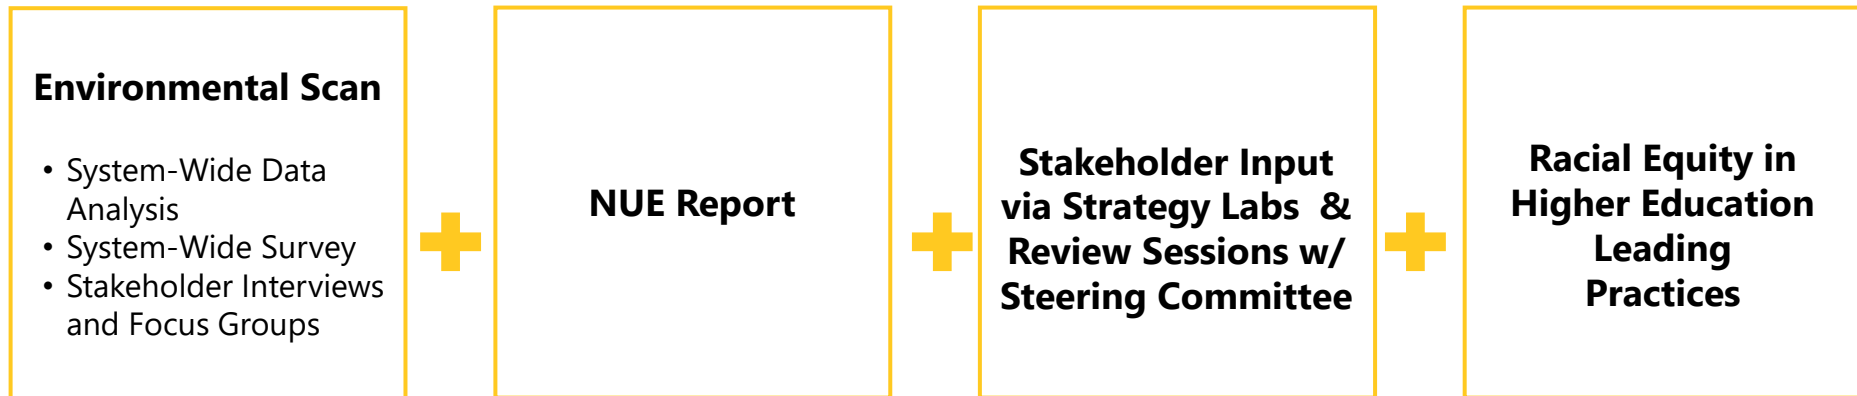 Environmental Scan
• System-Wide Data
Analysis
• System-Wide Survey
• Stakeholder Interviews
and Focus Groups
NUE Report
Stakeholder Input
via Strategy Labs &
Review Sessions w/
Steering Committee
Racial Equity in
Higher Education
Leading
Practices